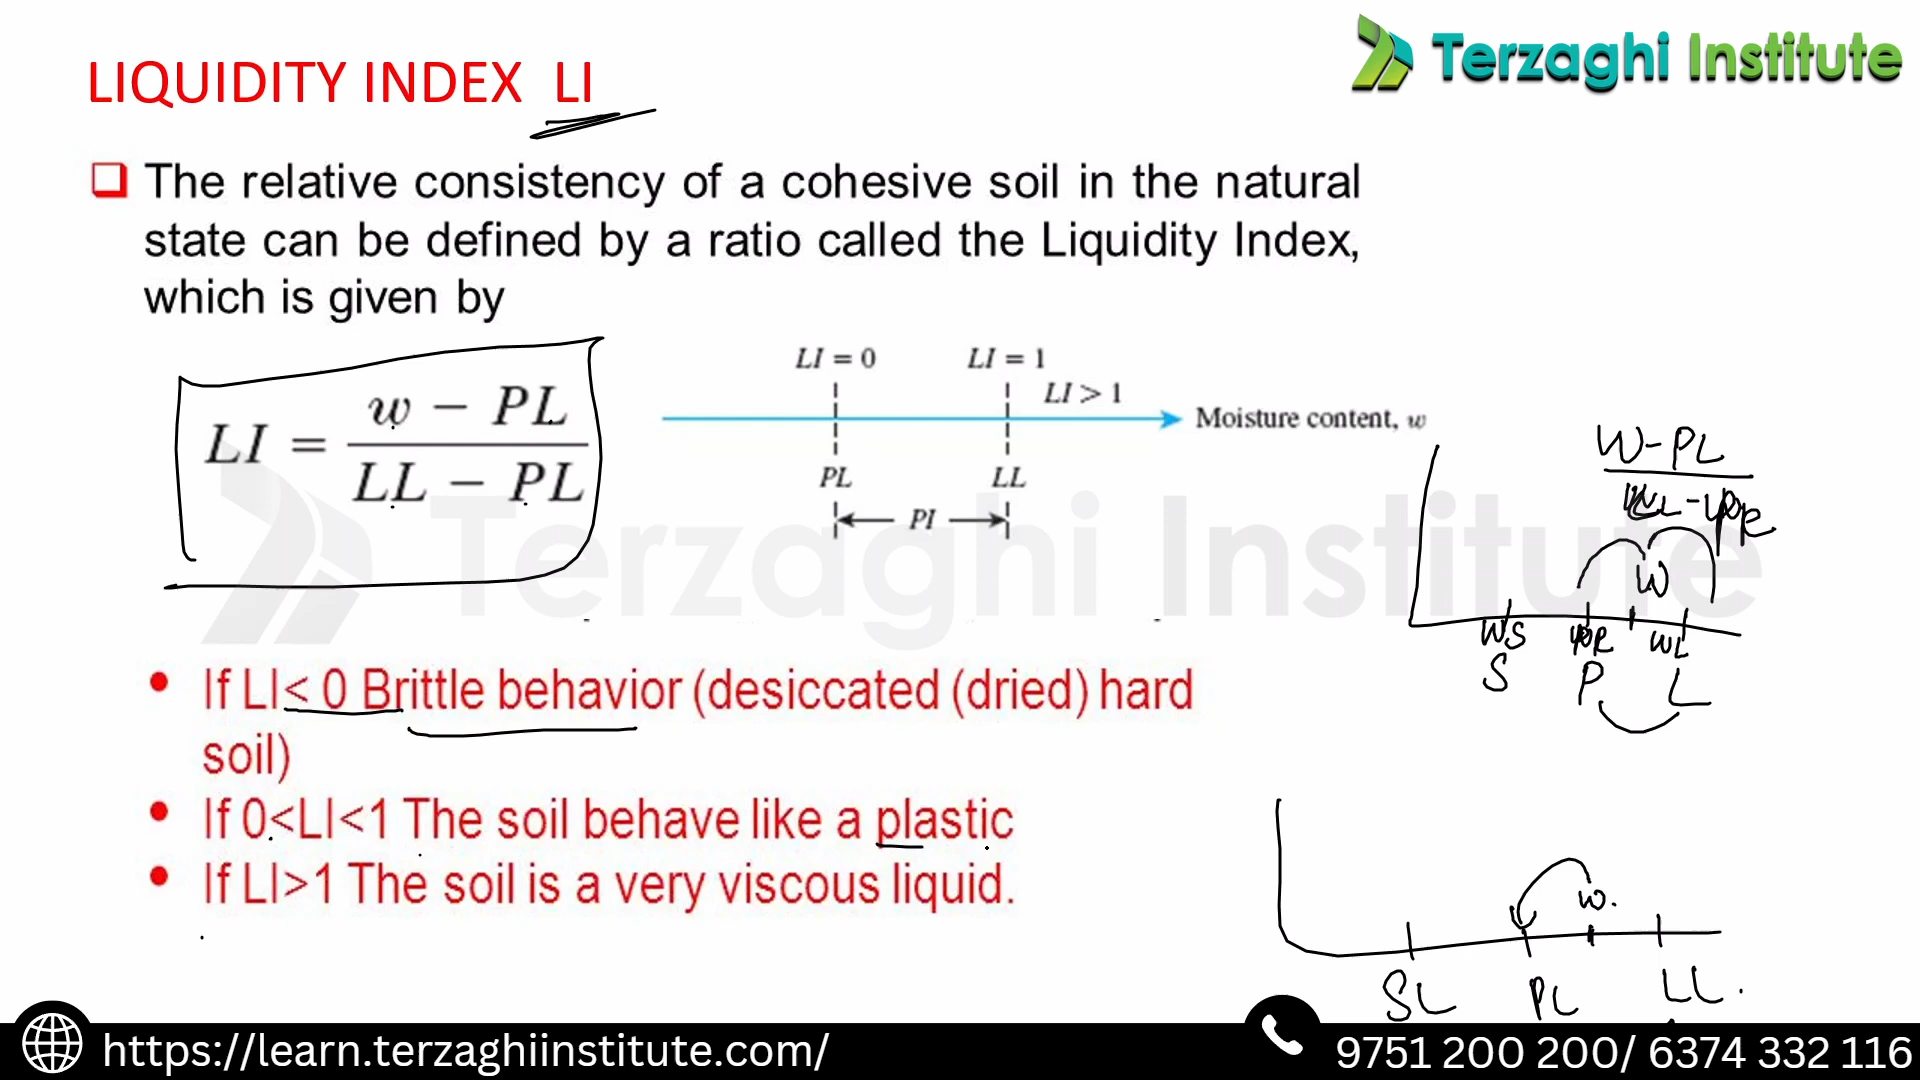 Terzaghi Institute
LIQUIDITY INDEX LI
The relative consistency of a cohesive soil in the natural
state can be defined by a ratio called the Liquidity Index,
which is given by
LI = (w − PL) / (LL − PL)
LI = 0
LI = 1
LI > 1
Moisture content, w
PL
LL
PI
W-PL
W
WS
WL
S
P
L
Terzaghi Institute
• If LI< 0 Brittle behavior (desiccated (dried) hard
soil)
• If 0<LI<1 The soil behave like a plastic
• If LI>1 The soil is a very viscous liquid.
w.
SL
PL
LL.
https://learn.terzaghiinstitute.com/
9751 200 200/ 6374 332 116